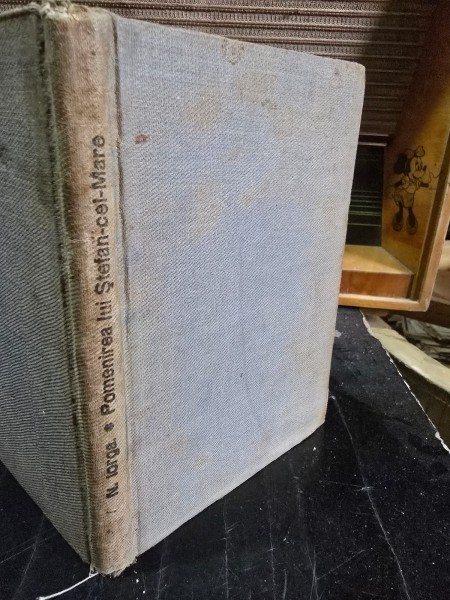 N. Iorga. * Pomenirea lui Ștefan-cel-Mare